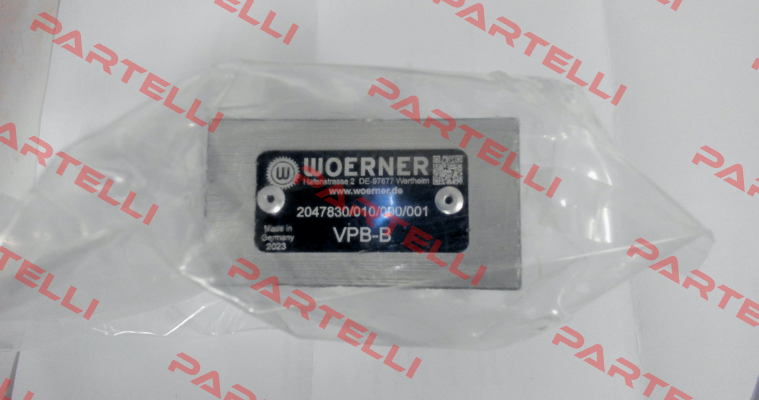 WOERNER
Hafenstrasse 2 DE-97877 Wertheim
www.woerner.de
2047830/010/000/001
Made in
Germany
2023
VPB-B
W
PARTELLI
PARTELLI
PARTELLI
PARTELLI
PARTELLI
PARTELLI
PARTELLI
PARTELLI